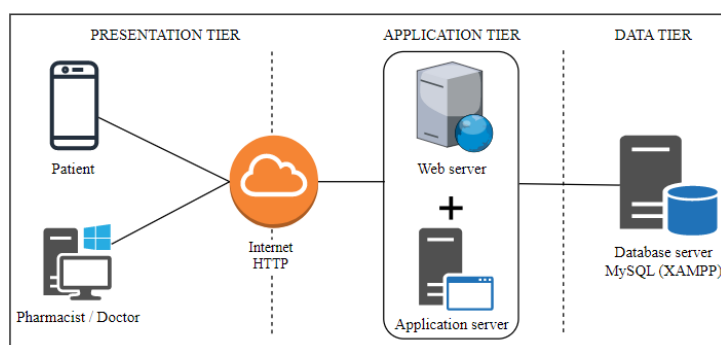 PRESENTATION TIER
APPLICATION TIER
DATA TIER
Patient
Web server
Internet
HTTP
+
Database server
MySQL (XAMPP)
Pharmacist / Doctor
Application server